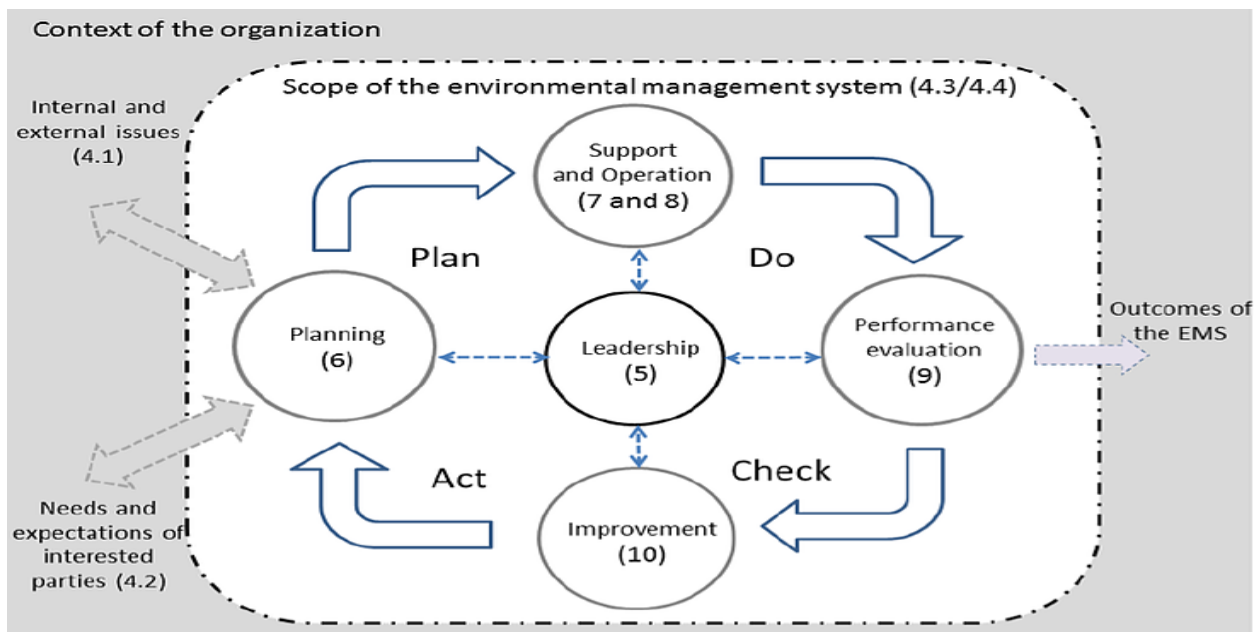 Context of the organization
Scope of the environmental management system (4.3/4.4)
Internal and
external issues
(4.1)
Support
and Operation
(7 and 8)
Plan
Do
Planning
(6)
Leadership
(5)
Performance
evaluation
(9)
Outcomes of
the EMS
Act
Check
Needs and
expectations of
interested
parties (4.2)
Improvement
(10)